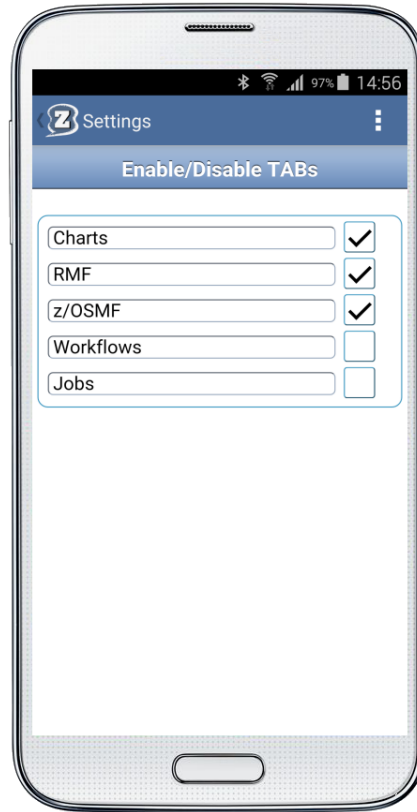 97% 14:56
Z Settings
Enable/Disable TABs
Charts
RMF
z/OSMF
Workflows
Jobs